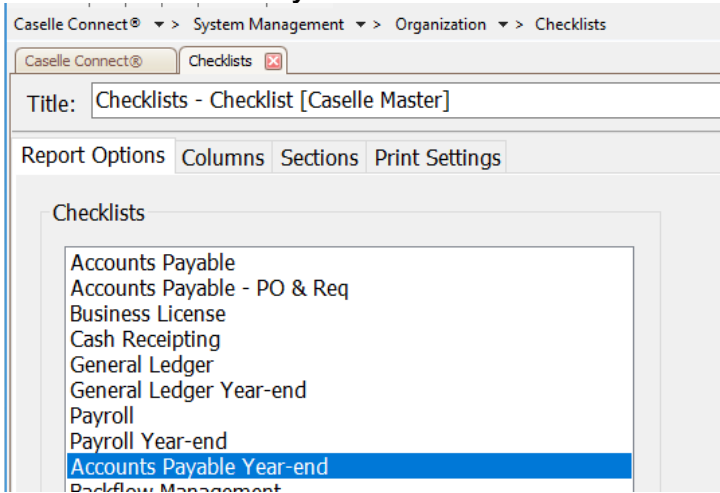 Caselle Connect® ▾ > System Management ▾ > Organization ▾ > Checklists
Caselle Connect® Checklists
Title: Checklists - Checklist [Caselle Master]
Report Options Columns Sections Print Settings
Checklists
Accounts Payable
Accounts Payable - PO & Req
Business License
Cash Receipting
General Ledger
General Ledger Year-end
Payroll
Payroll Year-end
Accounts Payable Year-end
Backflow Management